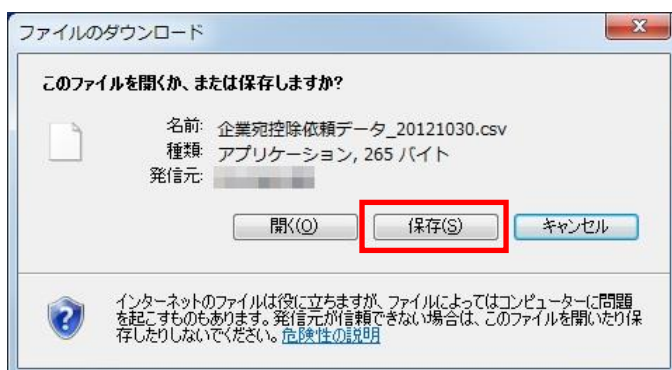 ファイルのダウンロード
このファイルを開くか、または保存しますか?
名前: 企業宛控除依頼データ_20121030.csv
種類: アプリケーション, 265 バイト
発信元:
開く(O) 保存(S) キャンセル
インターネットのファイルは役に立ちますが、ファイルによってはコンピューターに問題
を起こすものもあります。発信元が信頼できない場合は、このファイルを開いたり保
存したりしないでください。危険性の説明